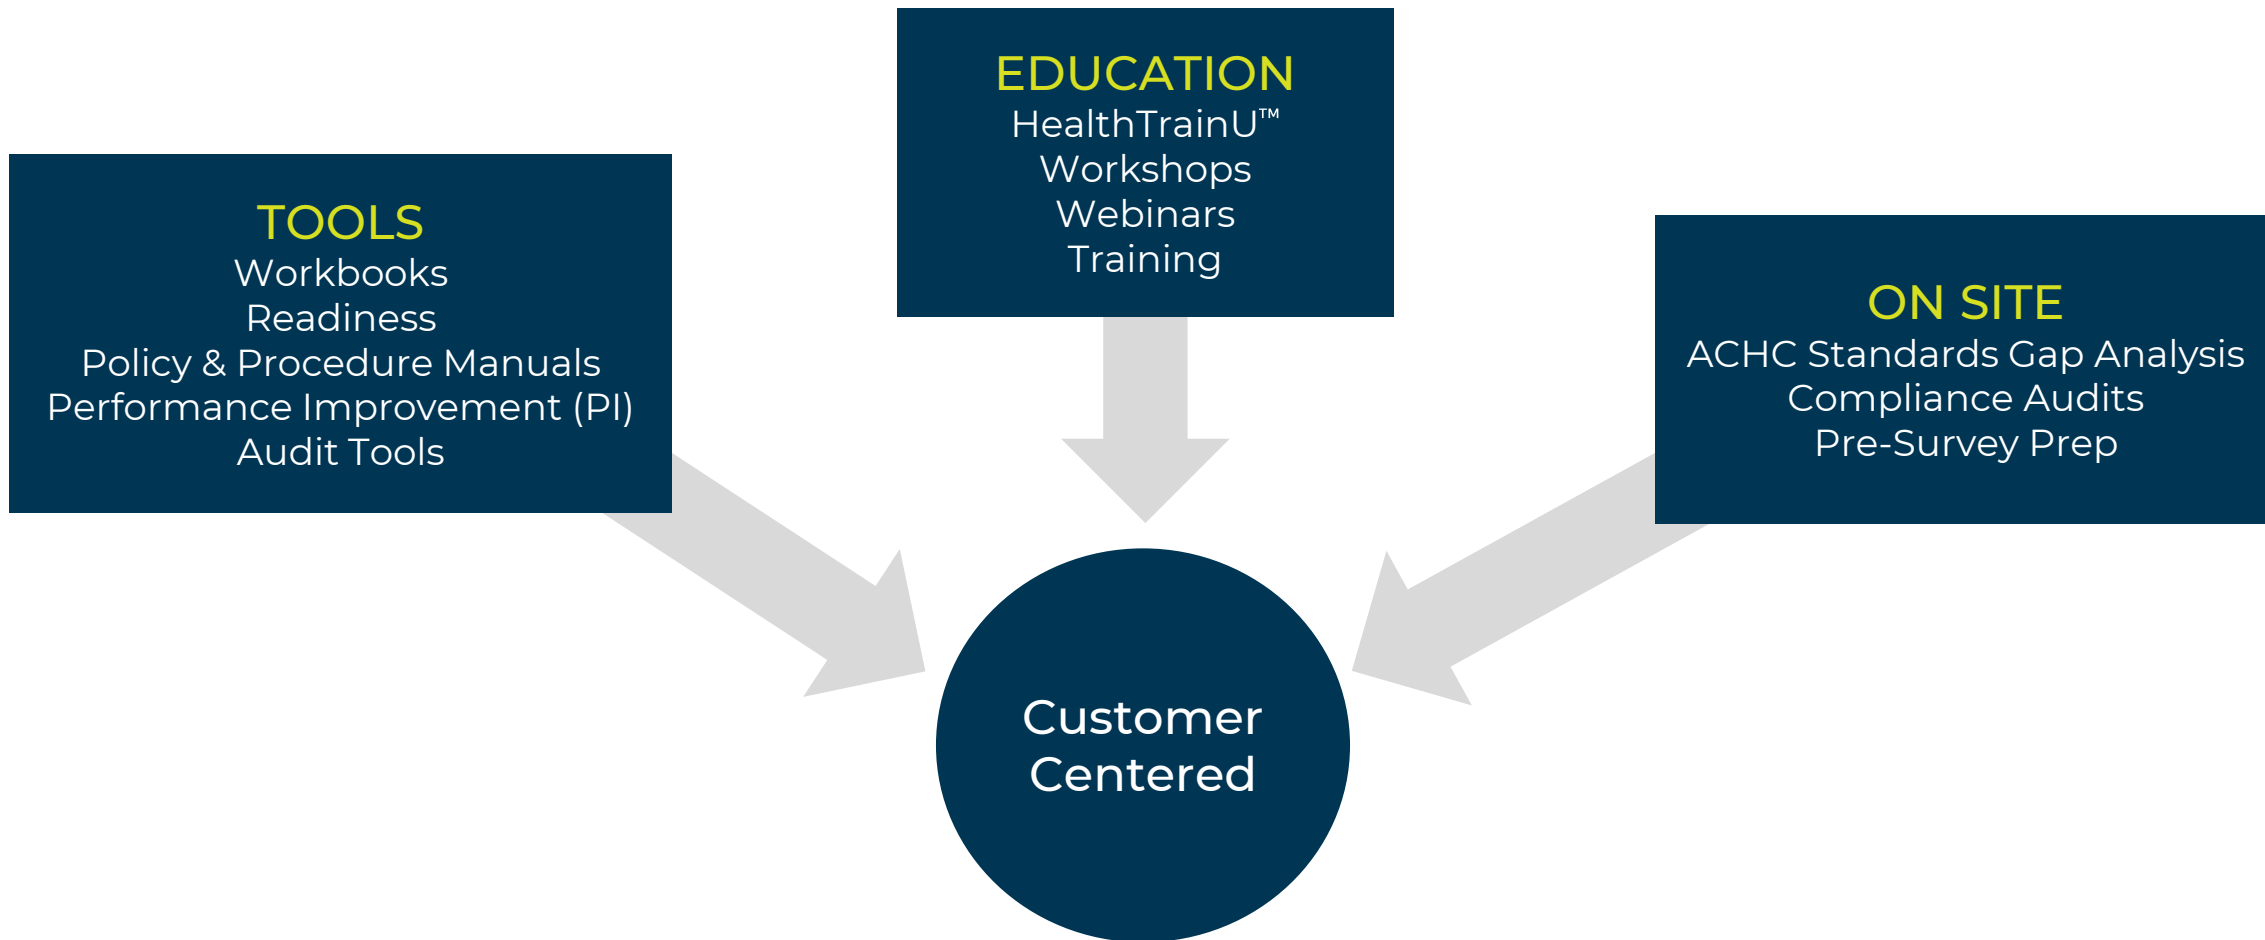 TOOLS
Workbooks
Readiness
Policy & Procedure Manuals
Performance Improvement (PI)
Audit Tools
EDUCATION
HealthTrainU™
Workshops
Webinars
Training
ON SITE
ACHC Standards Gap Analysis
Compliance Audits
Pre-Survey Prep
Customer
Centered